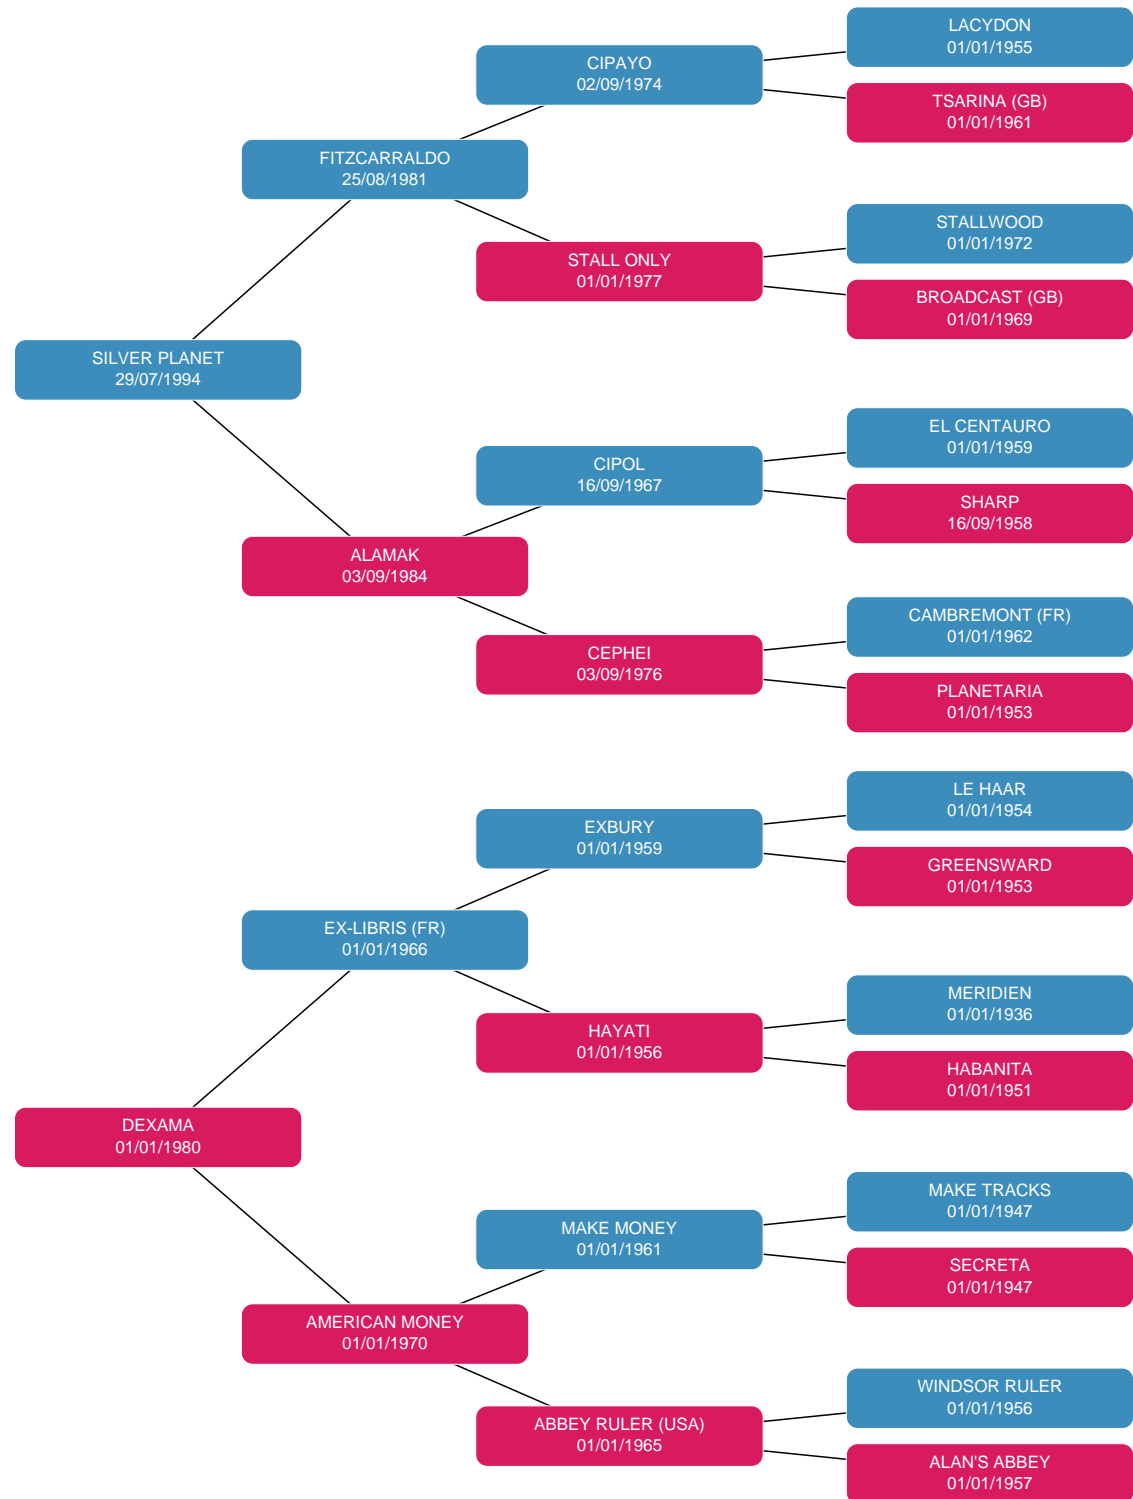 LACYDON
01/01/1955
CIPAYO
02/09/1974
TSARINA (GB)
01/01/1961
FITZCARRALDO
25/08/1981
STALLWOOD
01/01/1972
STALL ONLY
01/01/1977
BROADCAST (GB)
01/01/1969
SILVER PLANET
29/07/1994
EL CENTAURO
01/01/1959
CIPOL
16/09/1967
SHARP
16/09/1958
ALAMAK
03/09/1984
CAMBREMONT (FR)
01/01/1962
CEPHEI
03/09/1976
PLANETARIA
01/01/1953
LE HAAR
01/01/1954
EXBURY
01/01/1959
GREENSWARD
01/01/1953
EX-LIBRIS (FR)
01/01/1966
MERIDIEN
01/01/1936
HAYATI
01/01/1956
HABANITA
01/01/1951
DEXAMA
01/01/1980
MAKE TRACKS
01/01/1947
MAKE MONEY
01/01/1961
SECRETA
01/01/1947
AMERICAN MONEY
01/01/1970
WINDSOR RULER
01/01/1956
ABBEY RULER (USA)
01/01/1965
ALAN'S ABBEY
01/01/1957